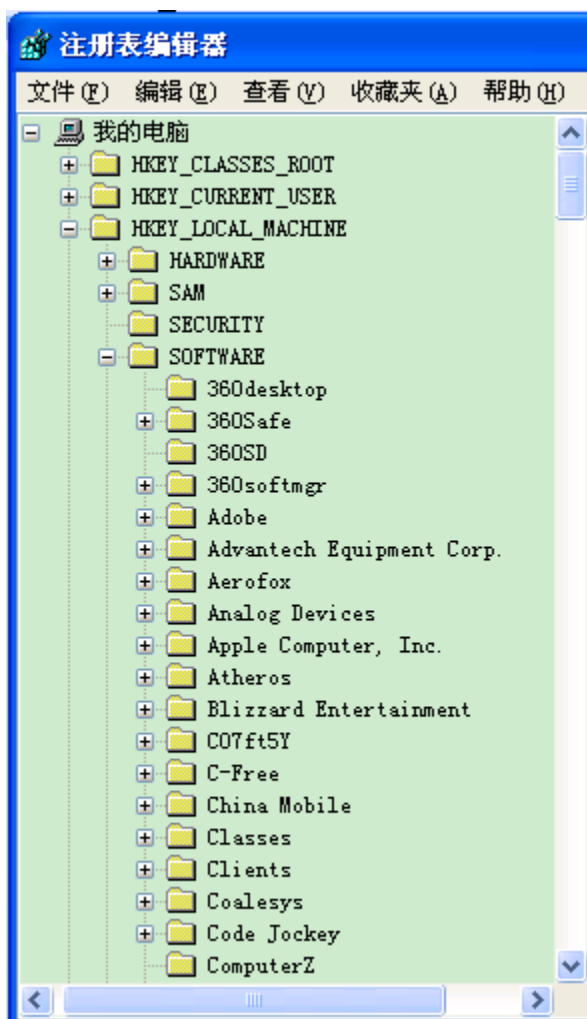 注册表编辑器
文件(F) 编辑(E) 查看(V) 收藏夹(A) 帮助(H)
我的电脑
HKEY_CLASSES_ROOT
HKEY_CURRENT_USER
HKEY_LOCAL_MACHINE
HARDWARE
SAM
SECURITY
SOFTWARE
360desktop
360Safe
360SD
360softmgr
Adobe
Advantech Equipment Corp.
Aerofox
Analog Devices
Apple Computer, Inc.
Atheros
Blizzard Entertainment
CO7ft5Y
C-Free
China Mobile
Classes
Clients
Coalesys
Code Jockey
ComputerZ